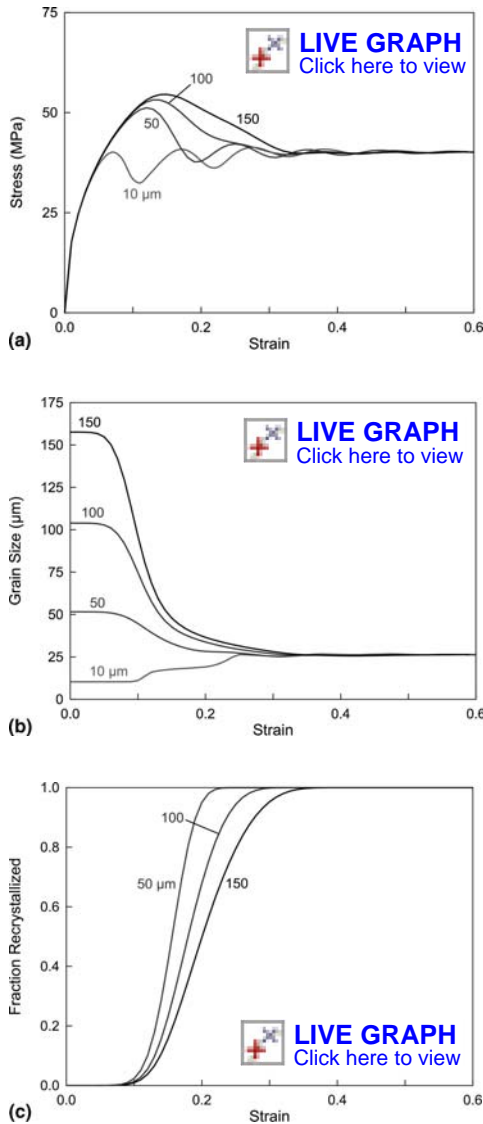 LIVE GRAPH
Click here to view
75
50
25
0
Stress (MPa)
100
50
150
10 µm
0.0
0.2
0.4
0.6
Strain
(a)
LIVE GRAPH
Click here to view
175
150
125
100
75
50
25
0
Grain Size (µm)
150
100
50
10 µm
0.0
0.2
0.4
0.6
Strain
(b)
1.0
0.8
0.6
0.4
0.2
0.0
Fraction Recrystallized
100
50 µm
150
LIVE GRAPH
Click here to view
0.0
0.2
0.4
0.6
Strain
(c)